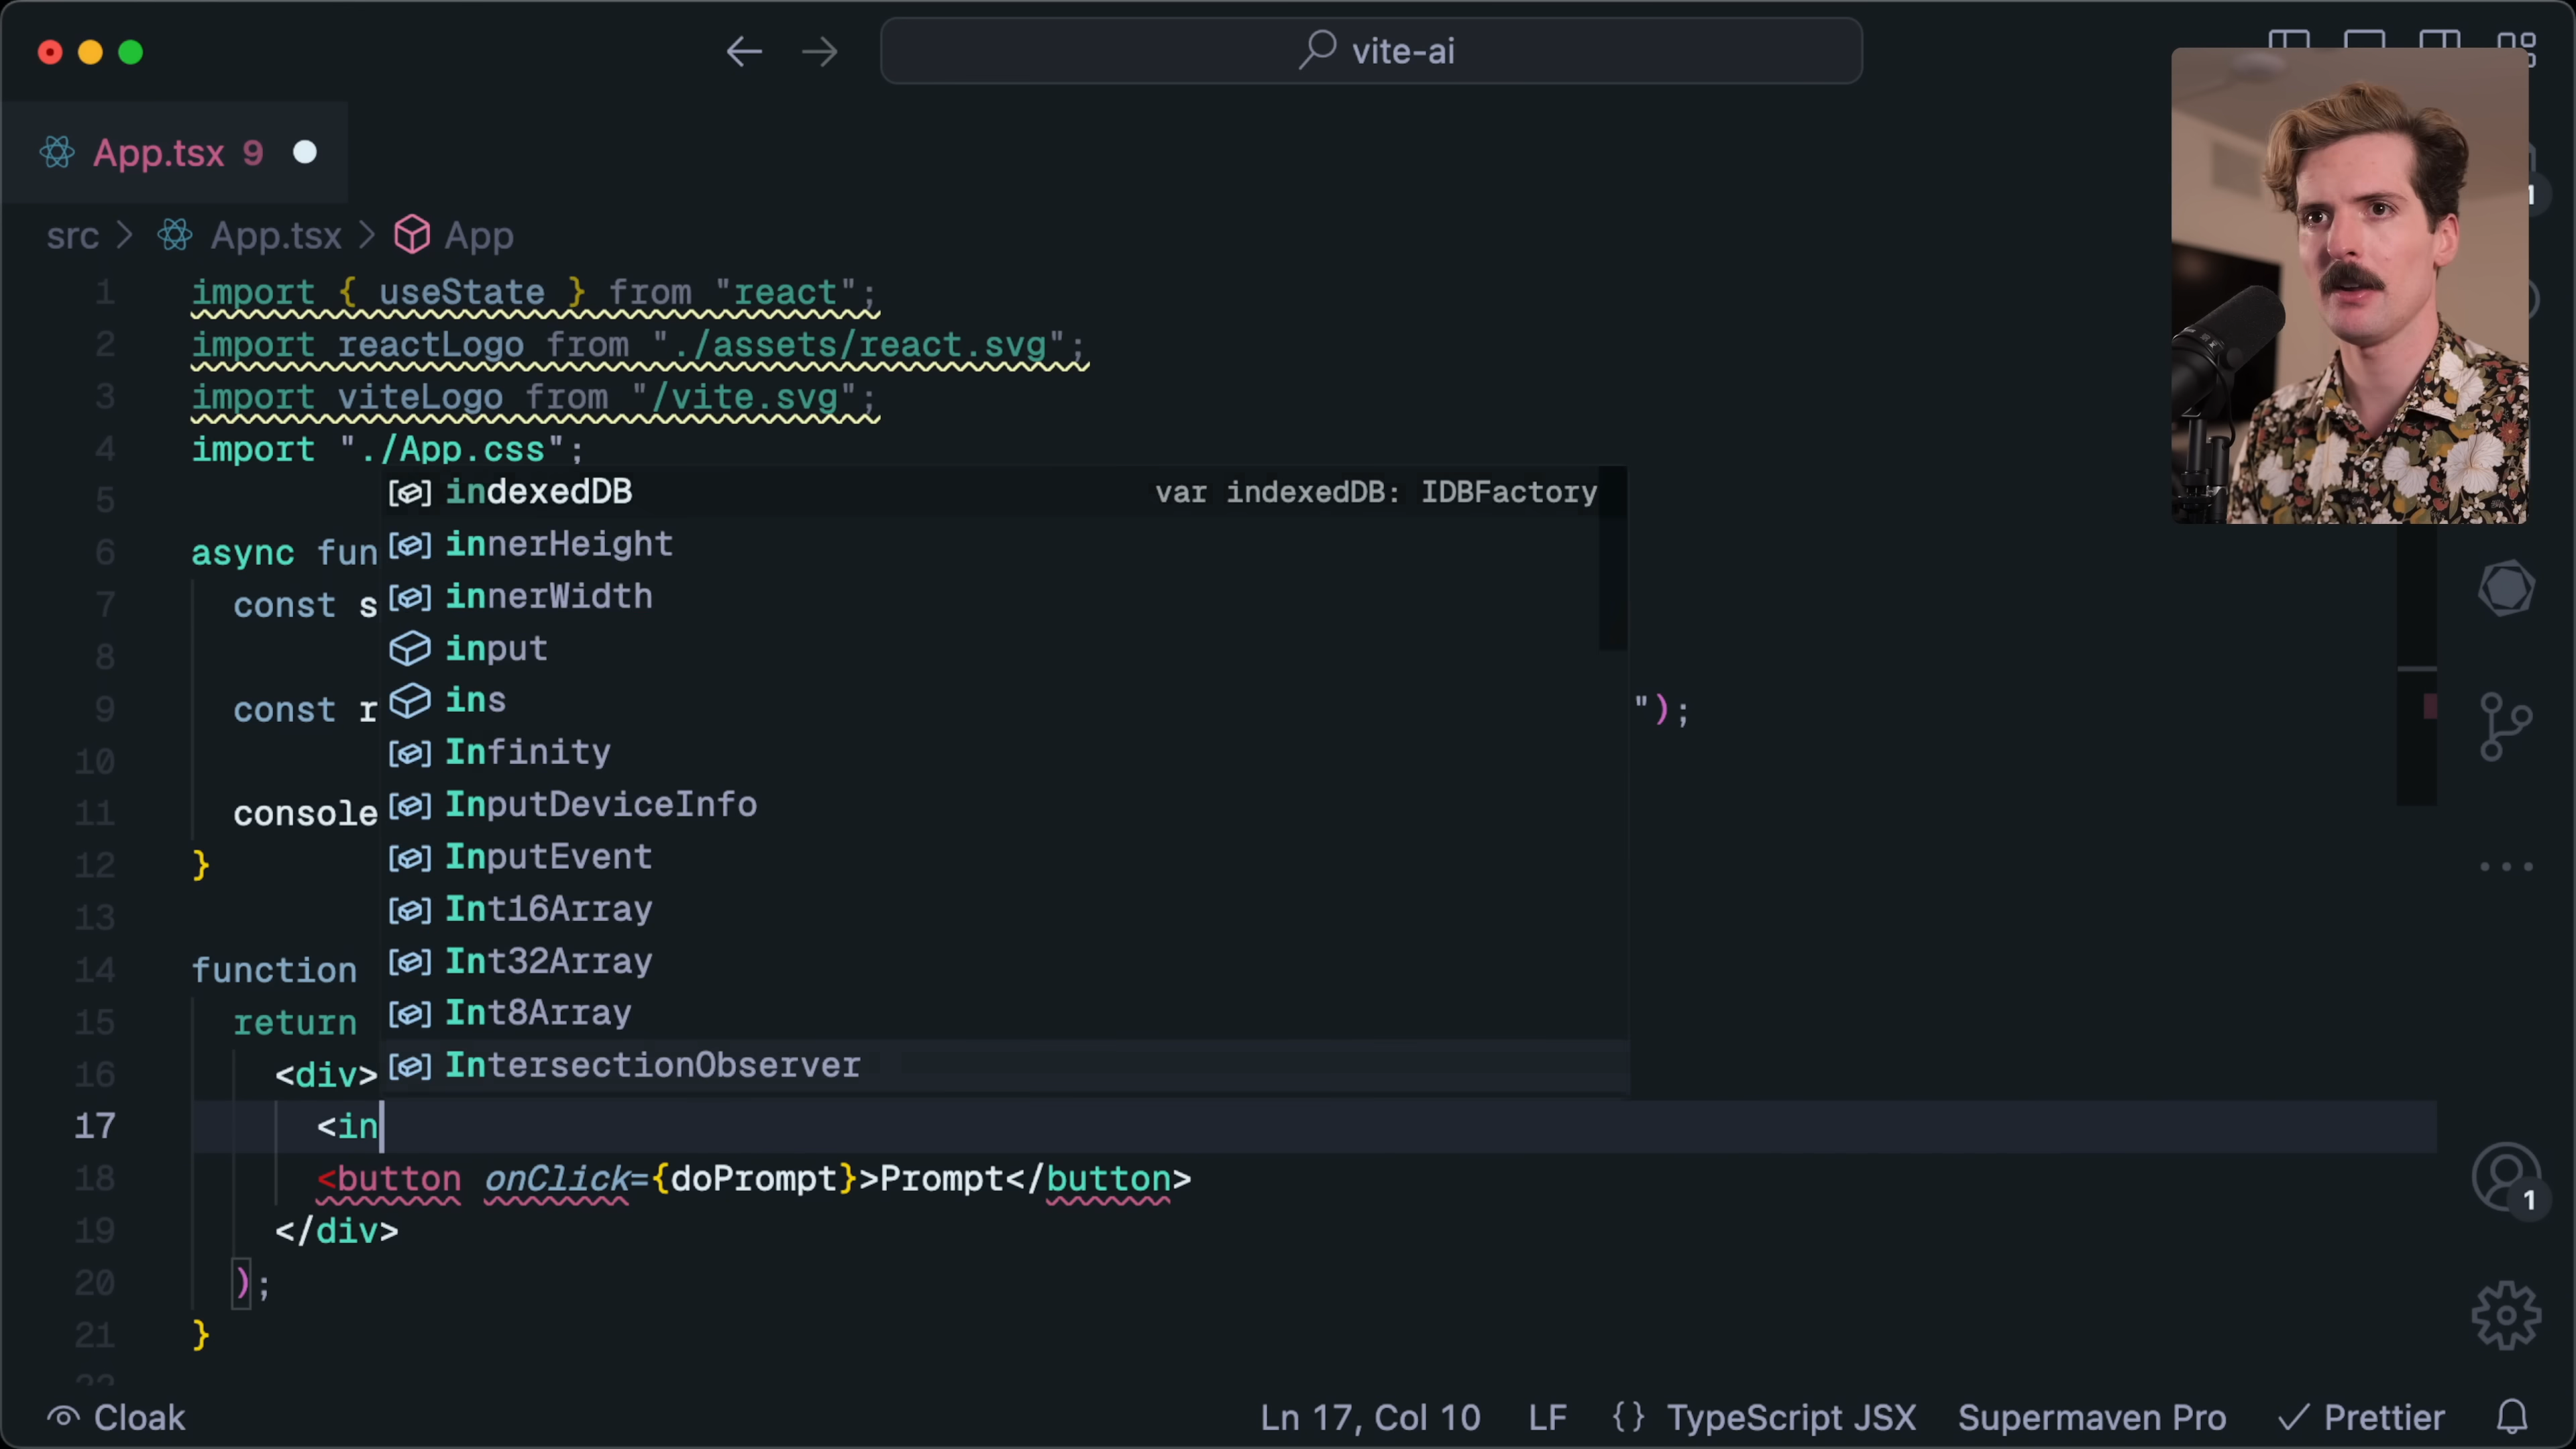 vite-ai
App.tsx 9
src > App.tsx > App
1 import { useState } from "react";
2 import reactLogo from "./assets/react.svg";
3 import viteLogo from "/vite.svg";
4 import "./App.css";
5
6 async fun
7 const s
8
9 const r ");
10
11 console
12 }
13
14 function
15 return
16 <div>
17 <in
18 <button onClick={doPrompt}>Prompt</button>
19 </div>
20 );
21 }
22
indexedDB var indexedDB: IDBFactory
innerHeight
innerWidth
input
ins
Infinity
InputDeviceInfo
InputEvent
Int16Array
Int32Array
Int8Array
IntersectionObserver
1
1
Cloak Ln 17, Col 10 LF {} TypeScript JSX Supermaven Pro Prettier